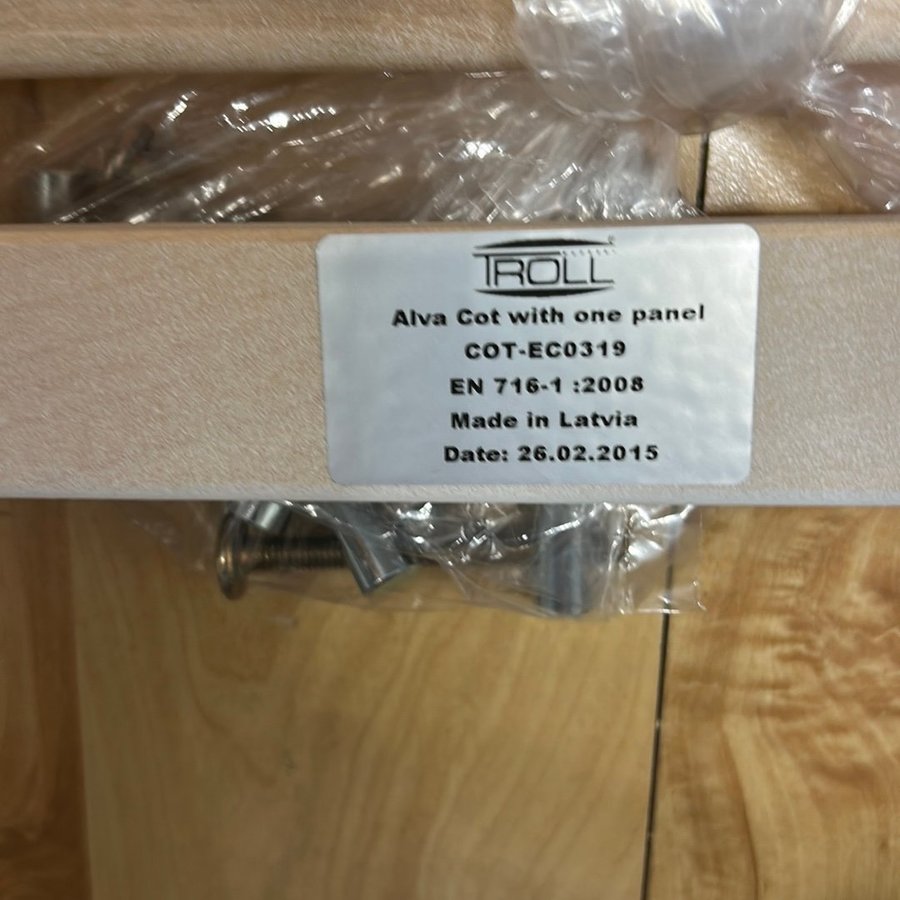 TROLL
Alva Cot with one panel
COT-EC0319
EN 716-1 :2008
Made in Latvia
Date: 26.02.2015